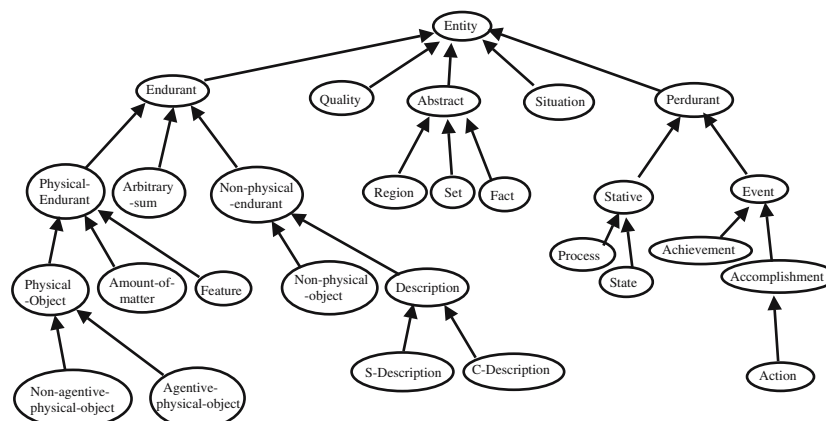 Entity
Endurant
Quality
Abstract
Situation
Perdurant
Physical-
Endurant
Arbitrary
-sum
Non-physical
-endurant
Region
Set
Fact
Stative
Event
Physical
-Object
Amount-of-
matter
Feature
Non-physical
-object
Description
Process
State
Achievement
Accomplishment
Non-agentive-
physical-object
Agentive-
physical-object
S-Description
C-Description
Action